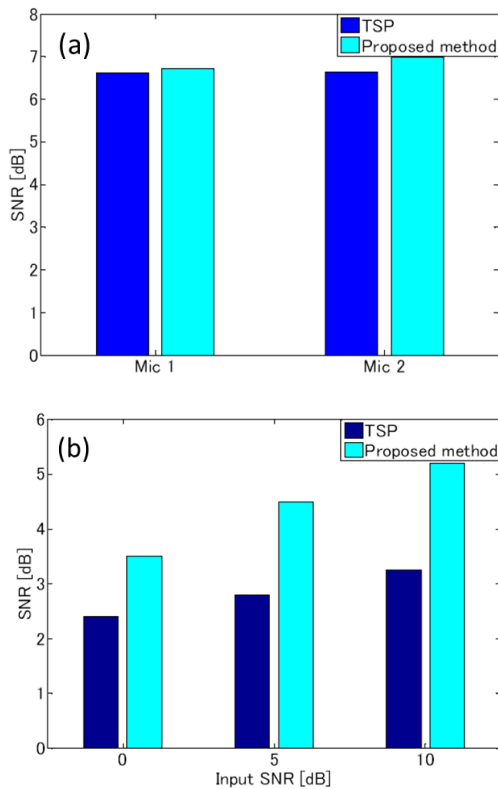 (a)
TSP
Proposed method
SNR [dB]
8
7
6
5
4
3
2
1
0
Mic 1 Mic 2
(b)
TSP
Proposed method
SNR [dB]
6
5
4
3
2
1
0
0 5 10
Input SNR [dB]